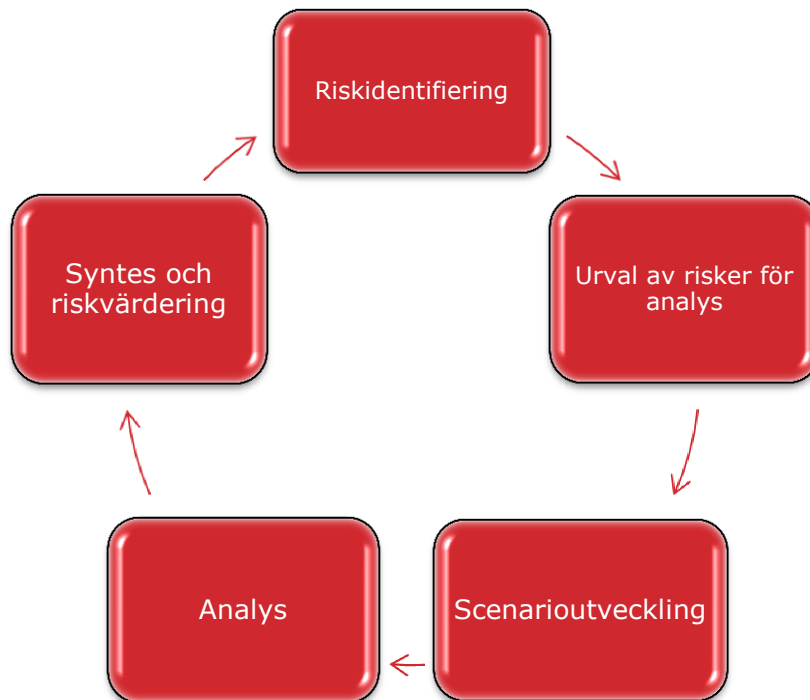 Riskidentifiering
Urval av risker för
analys
Scenarioutveckling
Analys
Syntes och
riskvärdering